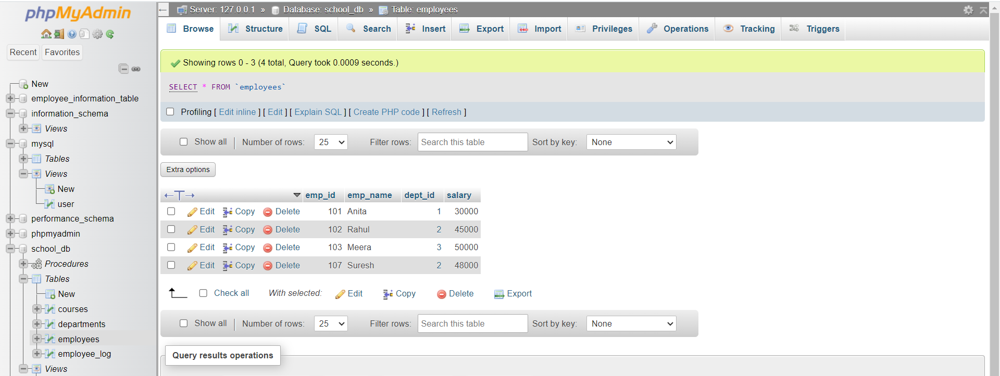 phpMyAdmin
Recent Favorites
New
employee_information_table
information_schema
Views
mysql
Tables
Views
New
user
performance_schema
phpmyadmin
school_db
Procedures
Tables
New
courses
departments
employees
employee_log
Views
Server: 127.0.0.1 » Database: school_db » Table: employees
Browse Structure SQL Search Insert Export Import Privileges Operations Tracking Triggers
Showing rows 0 - 3 (4 total, Query took 0.0009 seconds.)
SELECT * FROM `employees`
Profiling [ Edit inline ] [ Edit ] [ Explain SQL ] [ Create PHP code ] [ Refresh ]
Show all | Number of rows: 25 Filter rows: Search this table Sort by key: None
Extra options
←T→ emp_id emp_name dept_id salary
Edit Copy Delete 101 Anita 1 30000
Edit Copy Delete 102 Rahul 2 45000
Edit Copy Delete 103 Meera 3 50000
Edit Copy Delete 107 Suresh 2 48000
Check all With selected: Edit Copy Delete Export
Show all | Number of rows: 25 Filter rows: Search this table Sort by key: None
Query results operations